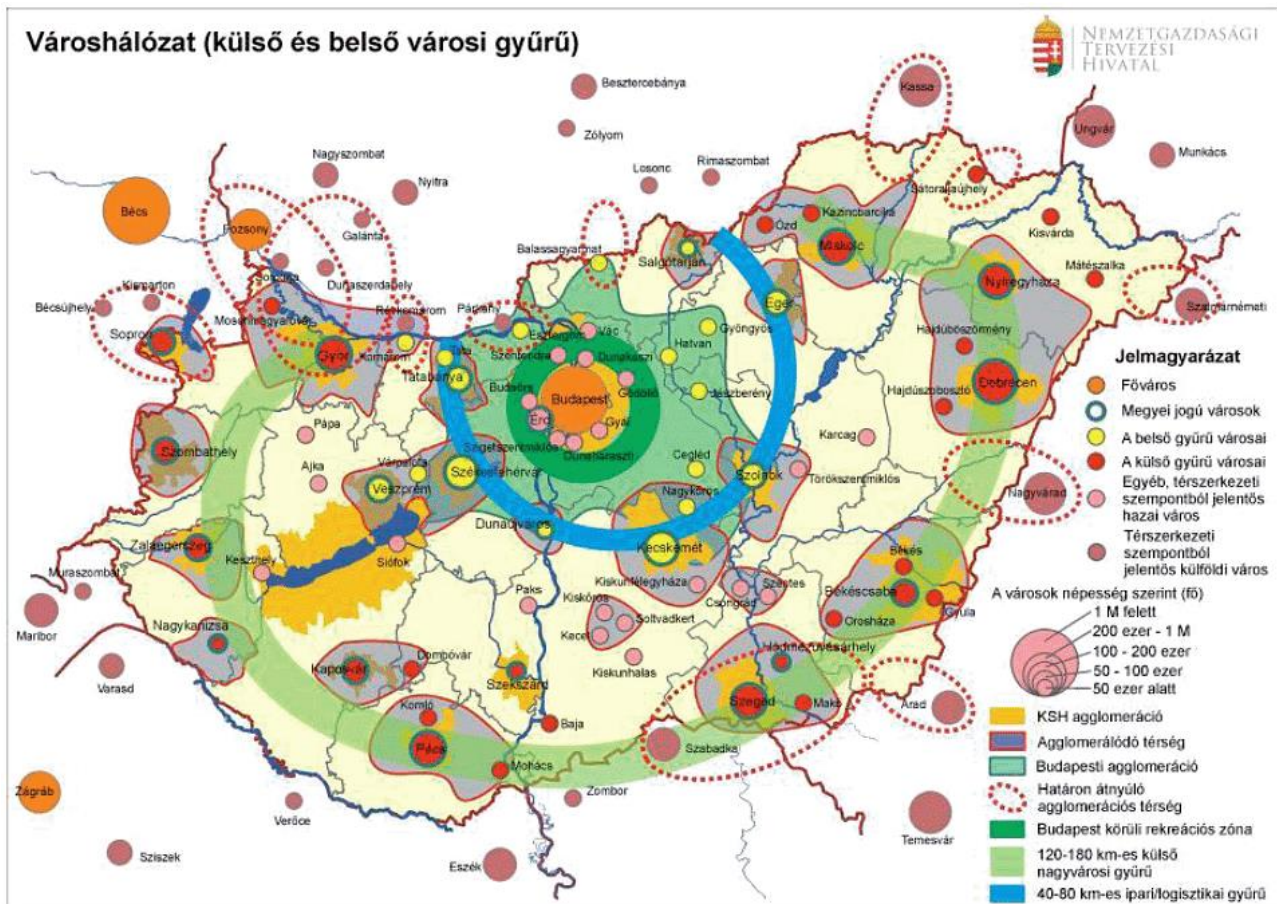 Városhálózat (külső és belső városi gyűrű)
NEMZETGAZDASÁGI
TERVEZÉSI
HIVATAL
Besztercebánya
Kassa
Zólyom
Ungvár
Munkács
Nagyszombat
Nyitra
Losonc
Rimaszombat
Sátoraljaújhely
Bécs
Pozsony
Galánta
Balassagyarmat
Salgótarján
Ózd
Kazincbarcika
Miskolc
Kisvárda
Mátészalka
Bécsújhely
Kismarton
Somorja
Dunaszerdahely
Révkomárom
Párkány
Eger
Nyíregyháza
Szatmárnémeti
Sopron
Mosonmagyaróvár
Győr
Komárom
Tata
Tatabánya
Esztergom
Vác
Szentendre
Dunakeszi
Gyöngyös
Hatvan
Hajdúböszörmény
Budaörs
Budapest
Gödöllő
Jászberény
Hajdúszoboszló
Debrecen
Érd
Gyál
Szigetszentmiklós
Dunaharaszti
Pápa
Ajka
Várpalota
Veszprém
Székesfehérvár
Cegléd
Szolnok
Karcag
Törökszentmiklós
Nagyvárad
Szombathely
Nagykőrös
Dunaújváros
Kecskemét
Zalaegerszeg
Keszthely
Siófok
Békés
Muraszombat
Maribor
Paks
Kiskunfélegyháza
Csongrád
Szentes
Békéscsaba
Gyula
Orosháza
Kiskőrös
Soltvadkert
Kecel
Kiskunhalas
Nagykanizsa
Varasd
Kaposvár
Dombóvár
Szekszárd
Hódmezővásárhely
Szeged
Makó
Arad
Komló
Pécs
Baja
Szabadka
Mohács
Zágráb
Verőce
Zombor
Temesvár
Sziszek
Eszék
Jelmagyarázat
Főváros
Megyei jogú városok
A belső gyűrű városai
A külső gyűrű városai
Egyéb, térszerkezeti
szempontból jelentős
hazai város
Térszerkezeti
szempontból
jelentős külföldi város
A városok népesség szerint (fő)
1 M felett
200 ezer - 1 M
100 - 200 ezer
50 - 100 ezer
50 ezer alatt
KSH agglomeráció
Agglomerálódó térség
Budapesti agglomeráció
Határon átnyúló
agglomerációs térség
Budapest körüli rekreációs zóna
120-180 km-es külső
nagyvárosi gyűrű
40-80 km-es ipari/logisztikai gyűrű